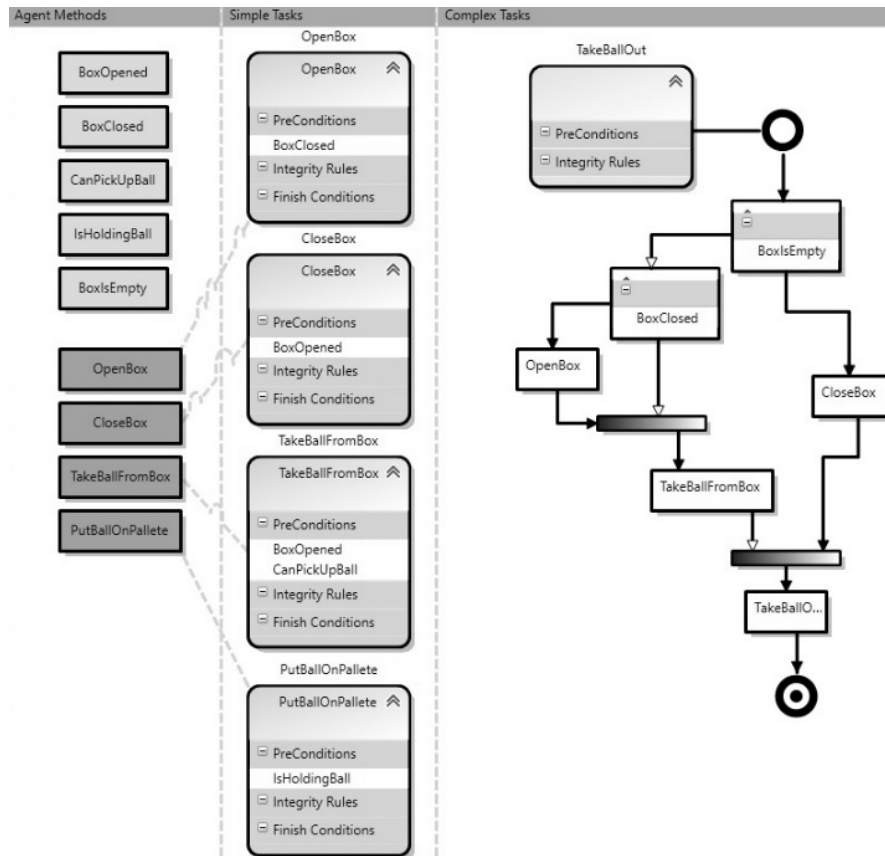 Agent Methods
Simple Tasks
Complex Tasks
BoxOpened
BoxClosed
CanPickUpBall
IsHoldingBall
BoxIsEmpty
OpenBox
CloseBox
TakeBallFromBox
PutBallOnPallete
OpenBox
OpenBox
PreConditions
BoxClosed
Integrity Rules
Finish Conditions
CloseBox
CloseBox
PreConditions
BoxOpened
Integrity Rules
Finish Conditions
TakeBallFromBox
TakeBallFromBox
PreConditions
BoxOpened
CanPickUpBall
Integrity Rules
Finish Conditions
PutBallOnPallete
PutBallOnPallete
PreConditions
IsHoldingBall
Integrity Rules
Finish Conditions
TakeBallOut
PreConditions
Integrity Rules
BoxIsEmpty
BoxClosed
OpenBox
CloseBox
TakeBallFromBox
TakeBallO...